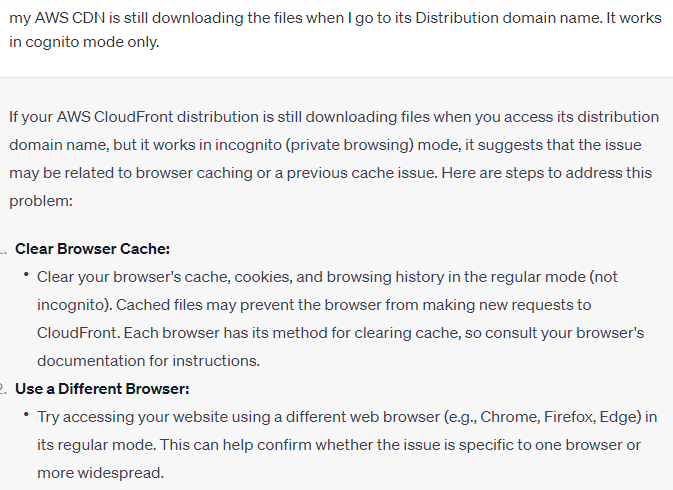 my AWS CDN is still downloading the files when I go to its Distribution domain name. It works
in cognito mode only.
If your AWS CloudFront distribution is still downloading files when you access its distribution
domain name, but it works in incognito (private browsing) mode, it suggests that the issue
may be related to browser caching or a previous cache issue. Here are steps to address this
problem:
. Clear Browser Cache:
• Clear your browser's cache, cookies, and browsing history in the regular mode (not
incognito). Cached files may prevent the browser from making new requests to
CloudFront. Each browser has its method for clearing cache, so consult your browser's
documentation for instructions.
. Use a Different Browser:
• Try accessing your website using a different web browser (e.g., Chrome, Firefox, Edge) in
its regular mode. This can help confirm whether the issue is specific to one browser or
more widespread.